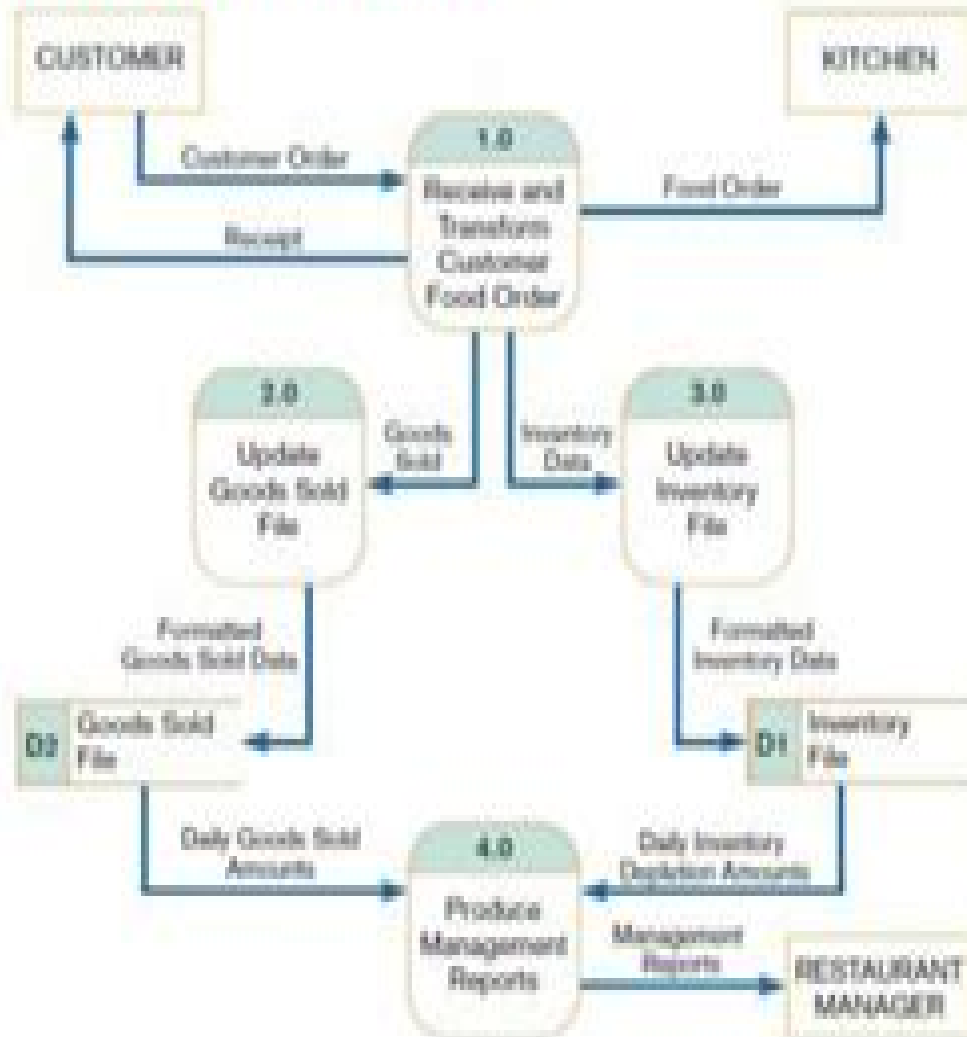 CUSTOMER
KITCHEN
1.0
Receive and
Transform
Customer
Food Order
Customer Order
Receipt
Food Order
2.0
Update
Goods Sold
File
Goods
Sold
Inventory
Data
3.0
Update
Inventory
File
Formatted
Goods Sold Data
Formatted
Inventory Data
D2
Goods Sold
File
D1
Inventory
File
Daily Goods Sold
Amounts
4.0
Produce
Management
Reports
Daily Inventory
Depletion Amounts
Management
Reports
RESTAURANT
MANAGER